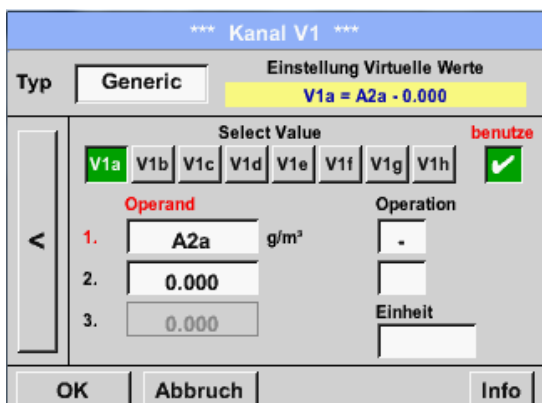 *** Kanal V1 ***
Typ
Generic
Einstellung Virtuelle Werte
V1a = A2a - 0.000
Select Value
benutze
V1a V1b V1c V1d V1e V1f V1g V1h
✔
Operand
Operation
<
1. A2a g/m³ -
2. 0.000
3. 0.000
Einheit
OK
Abbruch
Info